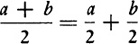 (a + b)/2 = a/2 + b/2